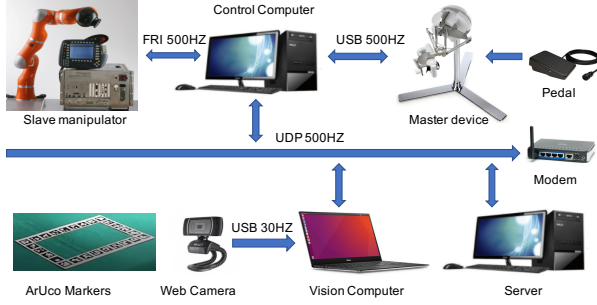 Control Computer
FRI 500HZ
USB 500HZ
Slave manipulator
Master device
Pedal
UDP 500HZ
Modem
USB 30HZ
ArUco Markers
Web Camera
Vision Computer
Server